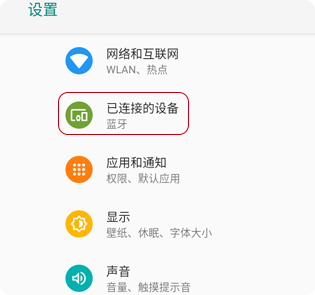 设置
网络和互联网
WLAN、热点
已连接的设备
蓝牙
应用和通知
权限、默认应用
显示
壁纸、休眠、字体大小
声音
音量、触摸提示音